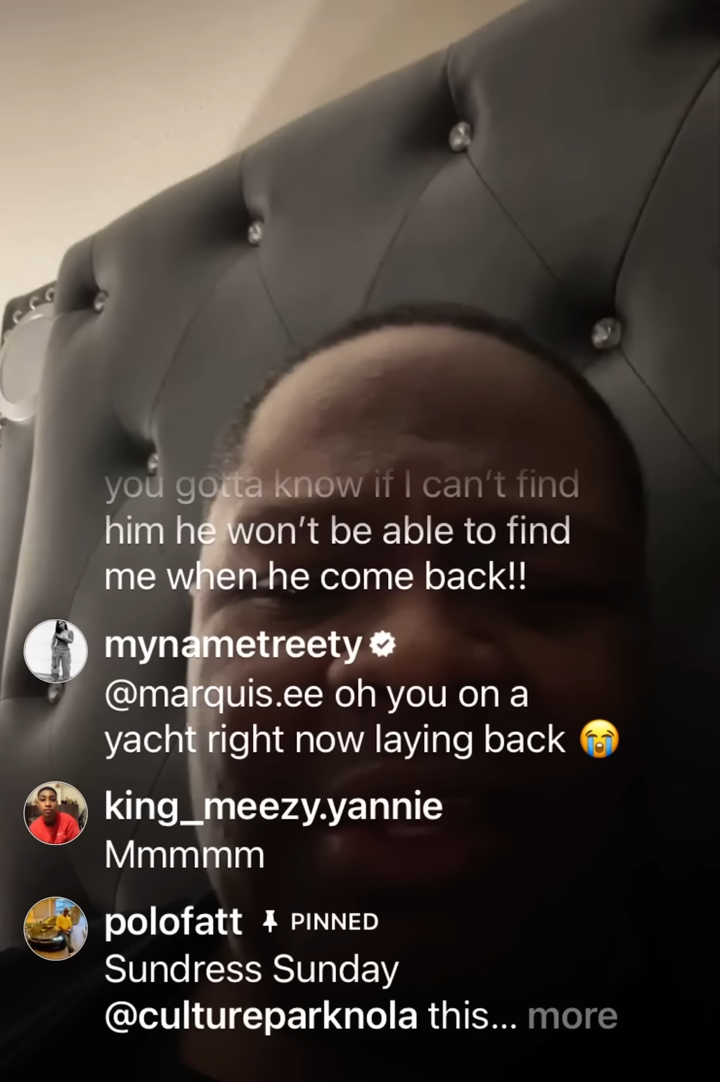 you gotta know if I can’t find
him he won’t be able to find
me when he come back!!
mynametreety
@marquis.ee oh you on a
yacht right now laying back 😭
king_meezy.yannie
Mmmmm
polofatt PINNED
Sundress Sunday
@cultureparknola this... more